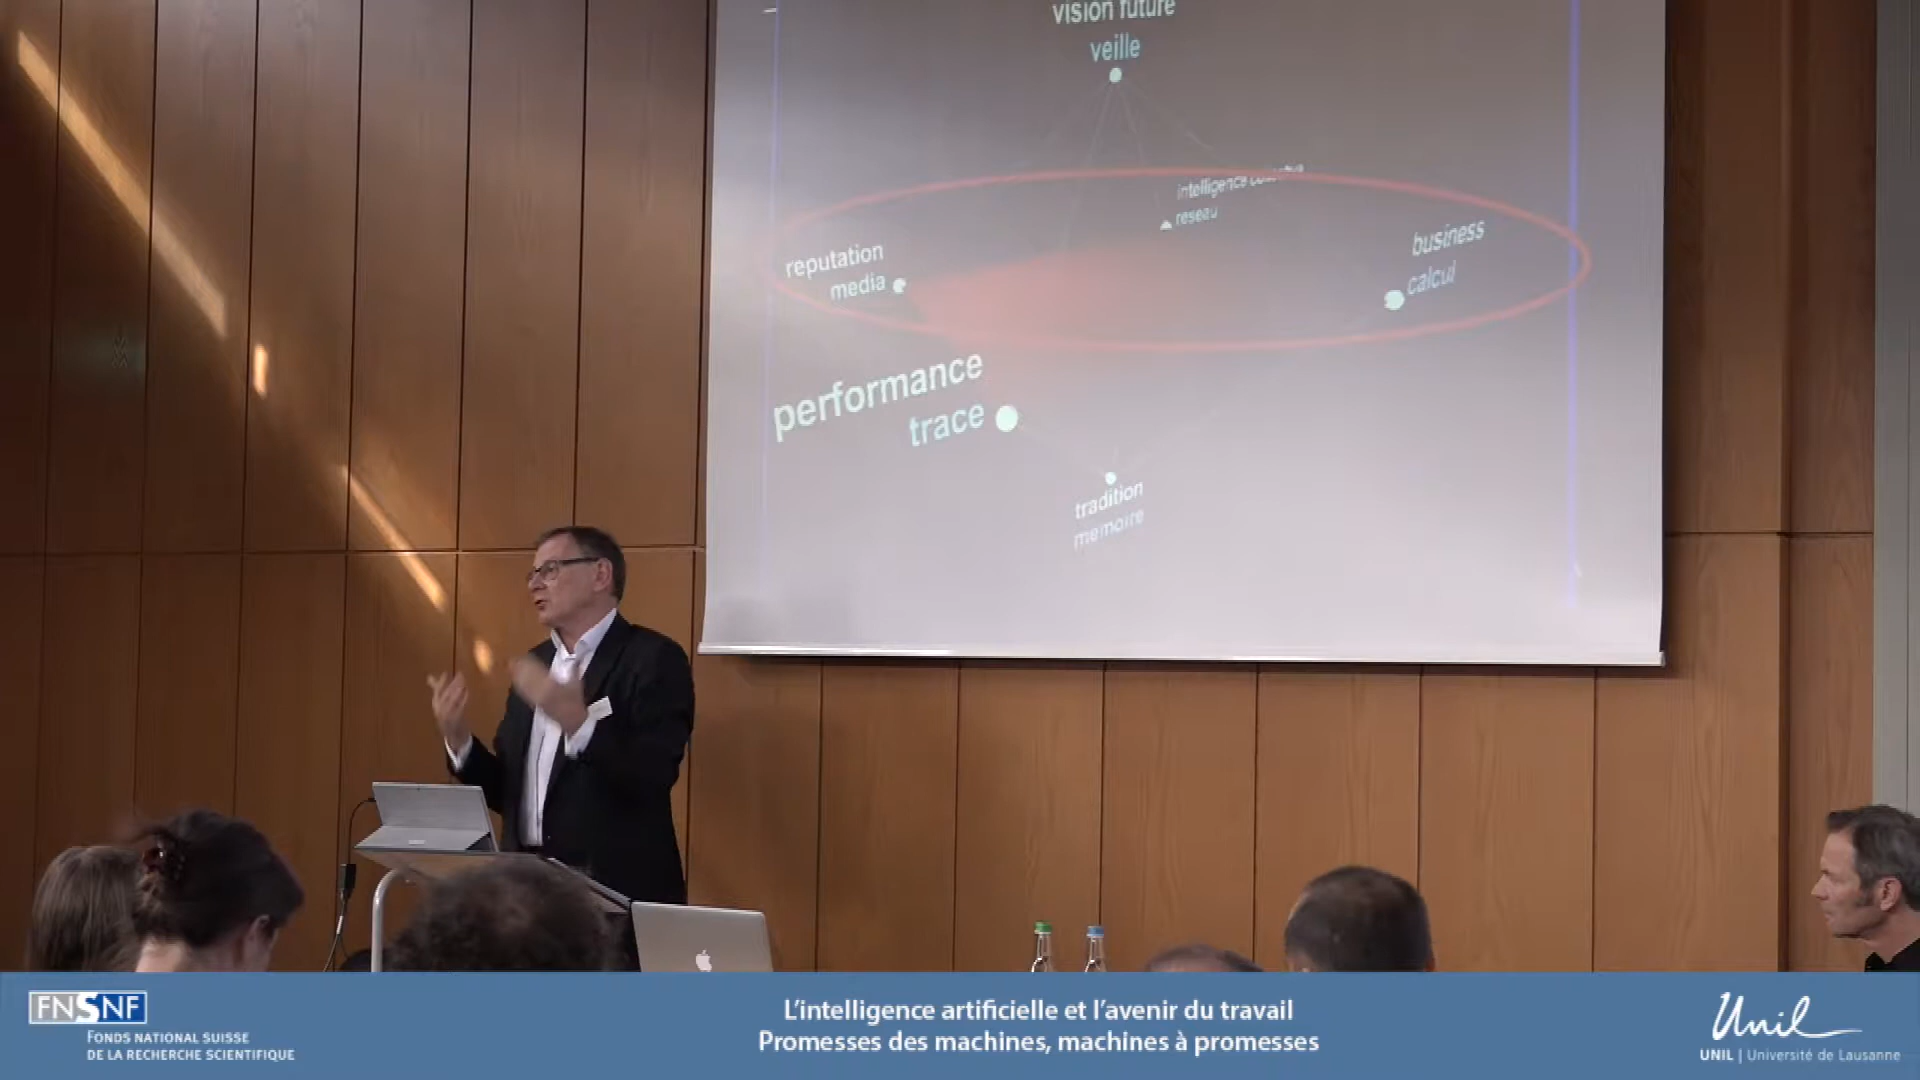 vision future
veille
reseau
reputation
media
business
calcul
performance
trace
tradition
memoire
FNSNF
FONDS NATIONAL SUISSE
DE LA RECHERCHE SCIENTIFIQUE
L'intelligence artificielle et l'avenir du travail
Promesses des machines, machines à promesses
Unil
UNIL | Université de Lausanne